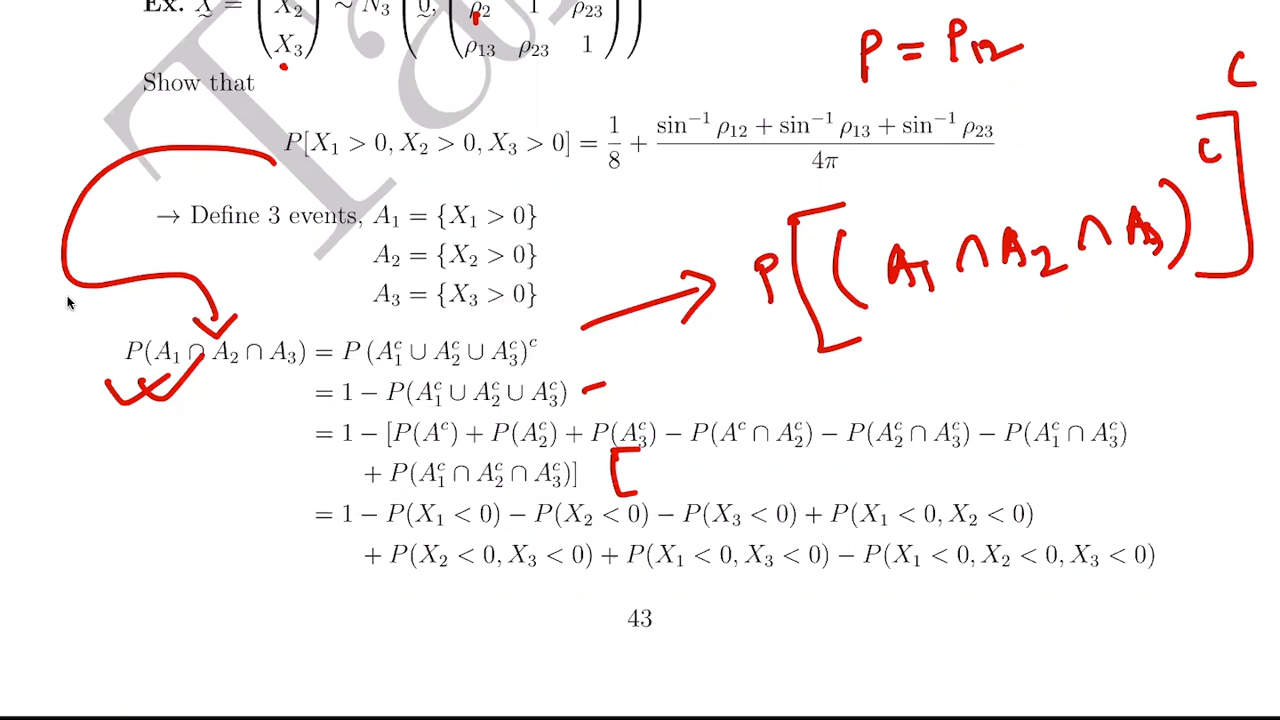 Ex. X = (X₂ X₃) ~ N₃ (0, (ρ₂ 1 ρ₂₃ ρ₁₃ ρ₂₃ 1))
Show that
P[X₁ > 0, X₂ > 0, X₃ > 0] = 1/8 + (sin⁻¹ ρ₁₂ + sin⁻¹ ρ₁₃ + sin⁻¹ ρ₂₃)/4π
→ Define 3 events, A₁ = {X₁ > 0}
A₂ = {X₂ > 0}
A₃ = {X₃ > 0}
P(A₁ ∩ A₂ ∩ A₃) = P (A₁ᶜ ∪ A₂ᶜ ∪ A₃ᶜ)ᶜ
= 1 − P(A₁ᶜ ∪ A₂ᶜ ∪ A₃ᶜ)
= 1 − [P(Aᶜ) + P(A₂ᶜ) + P(A₃ᶜ) − P(Aᶜ ∩ A₂ᶜ) − P(A₂ᶜ ∩ A₃ᶜ) − P(A₁ᶜ ∩ A₃ᶜ)
+ P(A₁ᶜ ∩ A₂ᶜ ∩ A₃ᶜ)]
= 1 − P(X₁ < 0) − P(X₂ < 0) − P(X₃ < 0) + P(X₁ < 0, X₂ < 0)
+ P(X₂ < 0, X₃ < 0) + P(X₁ < 0, X₃ < 0) − P(X₁ < 0, X₂ < 0, X₃ < 0)
43
ρ = ρ₁₂
P[(A₁ ∩ A₂ ∩ A₃)ᶜ]ᶜ